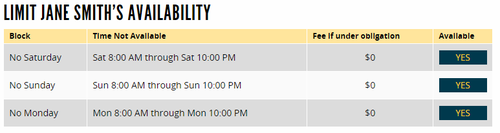 LIMIT JANE SMITH'S AVAILABILITY
Block Time Not Available Fee if under obligation Available
No Saturday Sat 8:00 AM through Sat 10:00 PM $0 YES
No Sunday Sun 8:00 AM through Sun 10:00 PM $0 YES
No Monday Mon 8:00 AM through Mon 10:00 PM $0 YES